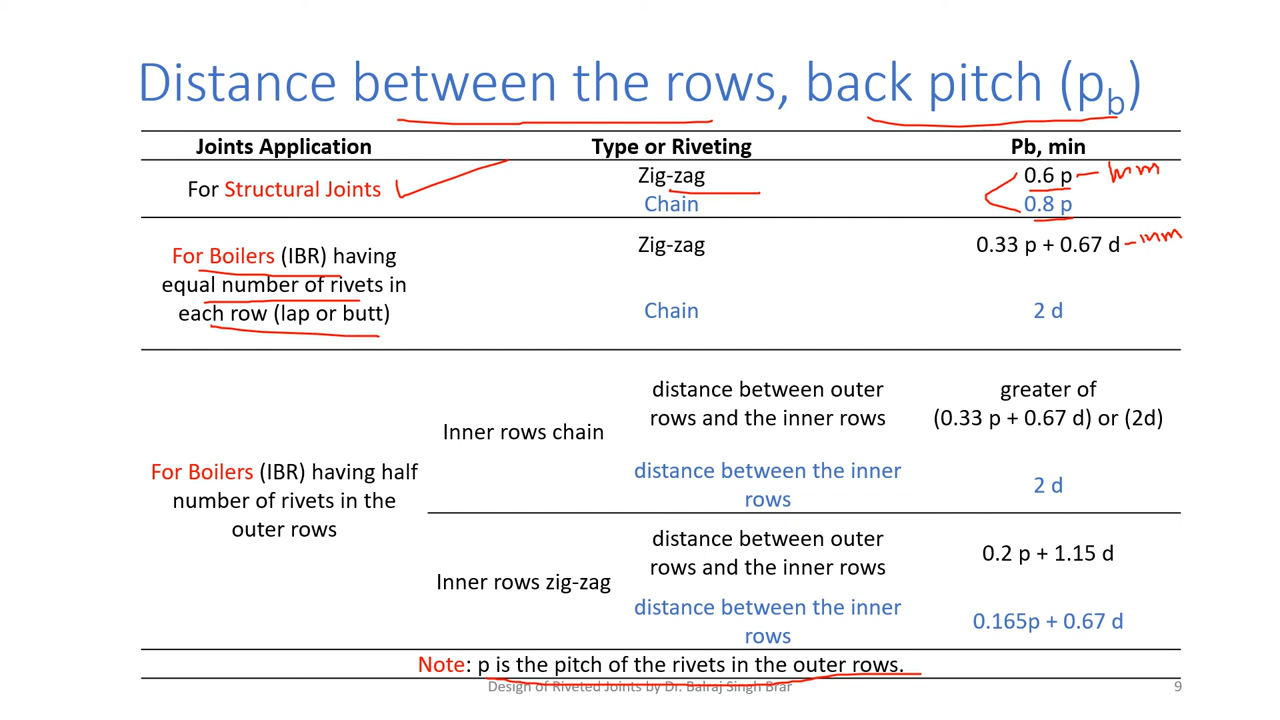 Distance between the rows, back pitch (pb)
Joints Application Type or Riveting Pb, min
For Structural Joints Zig-zag 0.6 p – mm
Chain 0.8 p
For Boilers (IBR) having
equal number of rivets in
each row (lap or butt)
Zig-zag 0.33 p + 0.67 d – mm
Chain 2 d
For Boilers (IBR) having half
number of rivets in the
outer rows
Inner rows chain
distance between outer
rows and the inner rows
greater of
(0.33 p + 0.67 d) or (2d)
distance between the inner
rows
2 d
Inner rows zig-zag
distance between outer
rows and the inner rows
0.2 p + 1.15 d
distance between the inner
rows
0.165p + 0.67 d
Note: p is the pitch of the rivets in the outer rows.
Design of Riveted Joints by Dr. Balraj Singh Brar 9